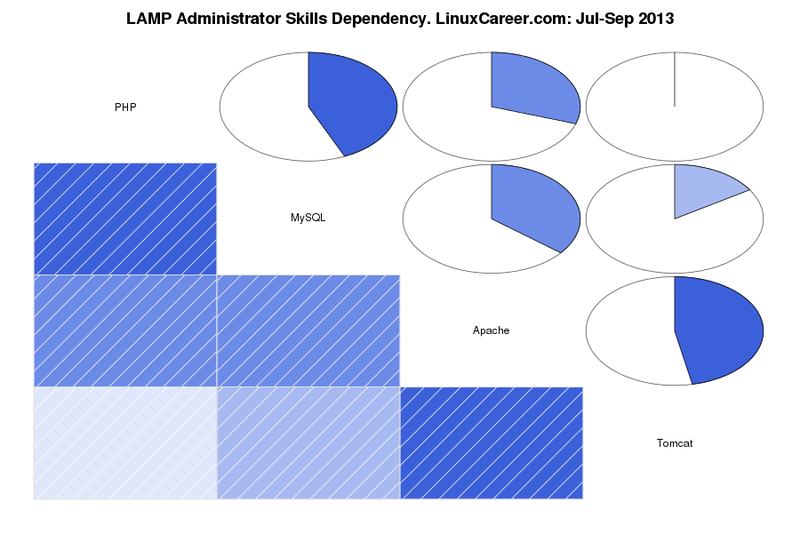 LAMP Administrator Skills Dependency. LinuxCareer.com: Jul-Sep 2013
PHP
MySQL
Apache
Tomcat